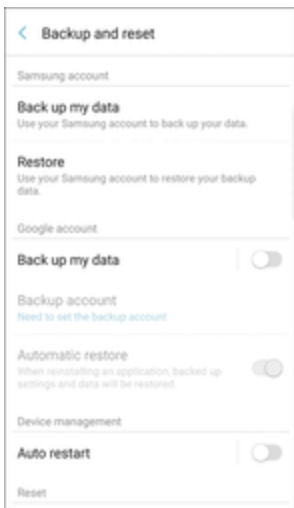 Backup and reset
Samsung account
Back up my data
Use your Samsung account to back up your data.
Restore
Use your Samsung account to restore your backup
data.
Google account
Back up my data
Backup account
Need to set the backup account
Automatic restore
When reinstalling an application, backed up
settings and data will be restored.
Device management
Auto restart
Reset